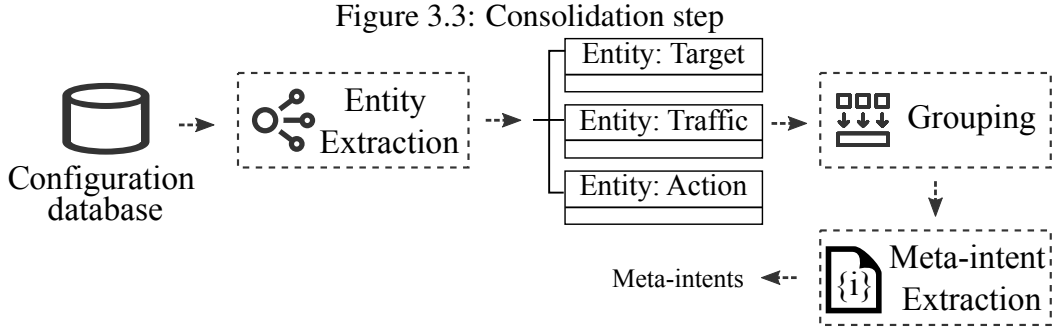 Figure 3.3: Consolidation step
Configuration
database
Entity
Extraction
Entity: Target
Entity: Traffic
Entity: Action
Grouping
{i}
Meta-intent
Extraction
Meta-intents